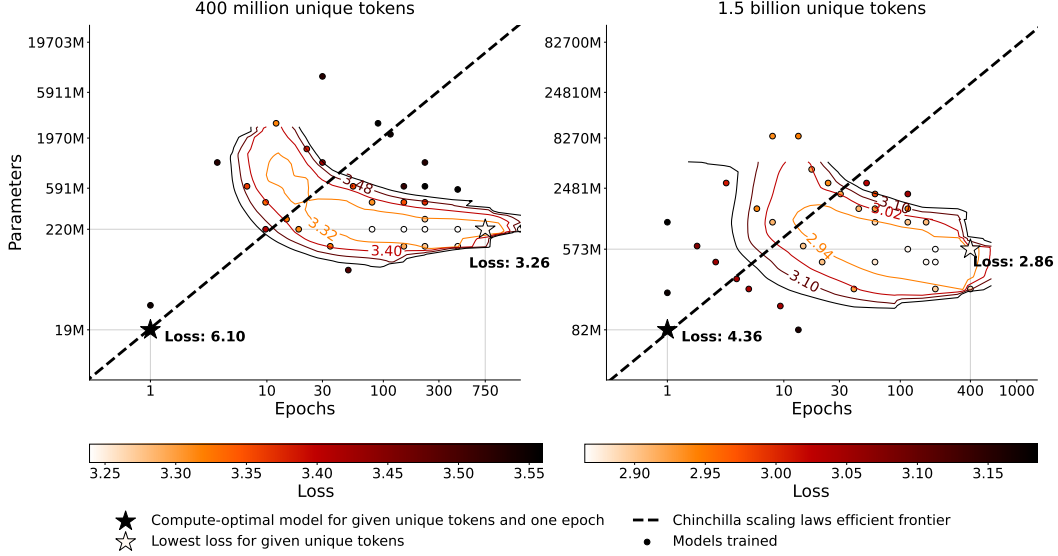 400 million unique tokens
1.5 billion unique tokens
Parameters
19703M
5911M
1970M
591M
220M
19M
3.48
3.32
3.40
Loss: 3.26
Loss: 6.10
1
10
30
100
300
750
Epochs
82700M
24810M
8270M
2481M
573M
82M
3.10
3.02
2.94
3.10
Loss: 2.86
Loss: 4.36
1
10
30
100
400
1000
Epochs
3.25
3.30
3.35
3.40
3.45
3.50
3.55
Loss
2.90
2.95
3.00
3.05
3.10
3.15
Loss
Compute-optimal model for given unique tokens and one epoch
Lowest loss for given unique tokens
Chinchilla scaling laws efficient frontier
Models trained